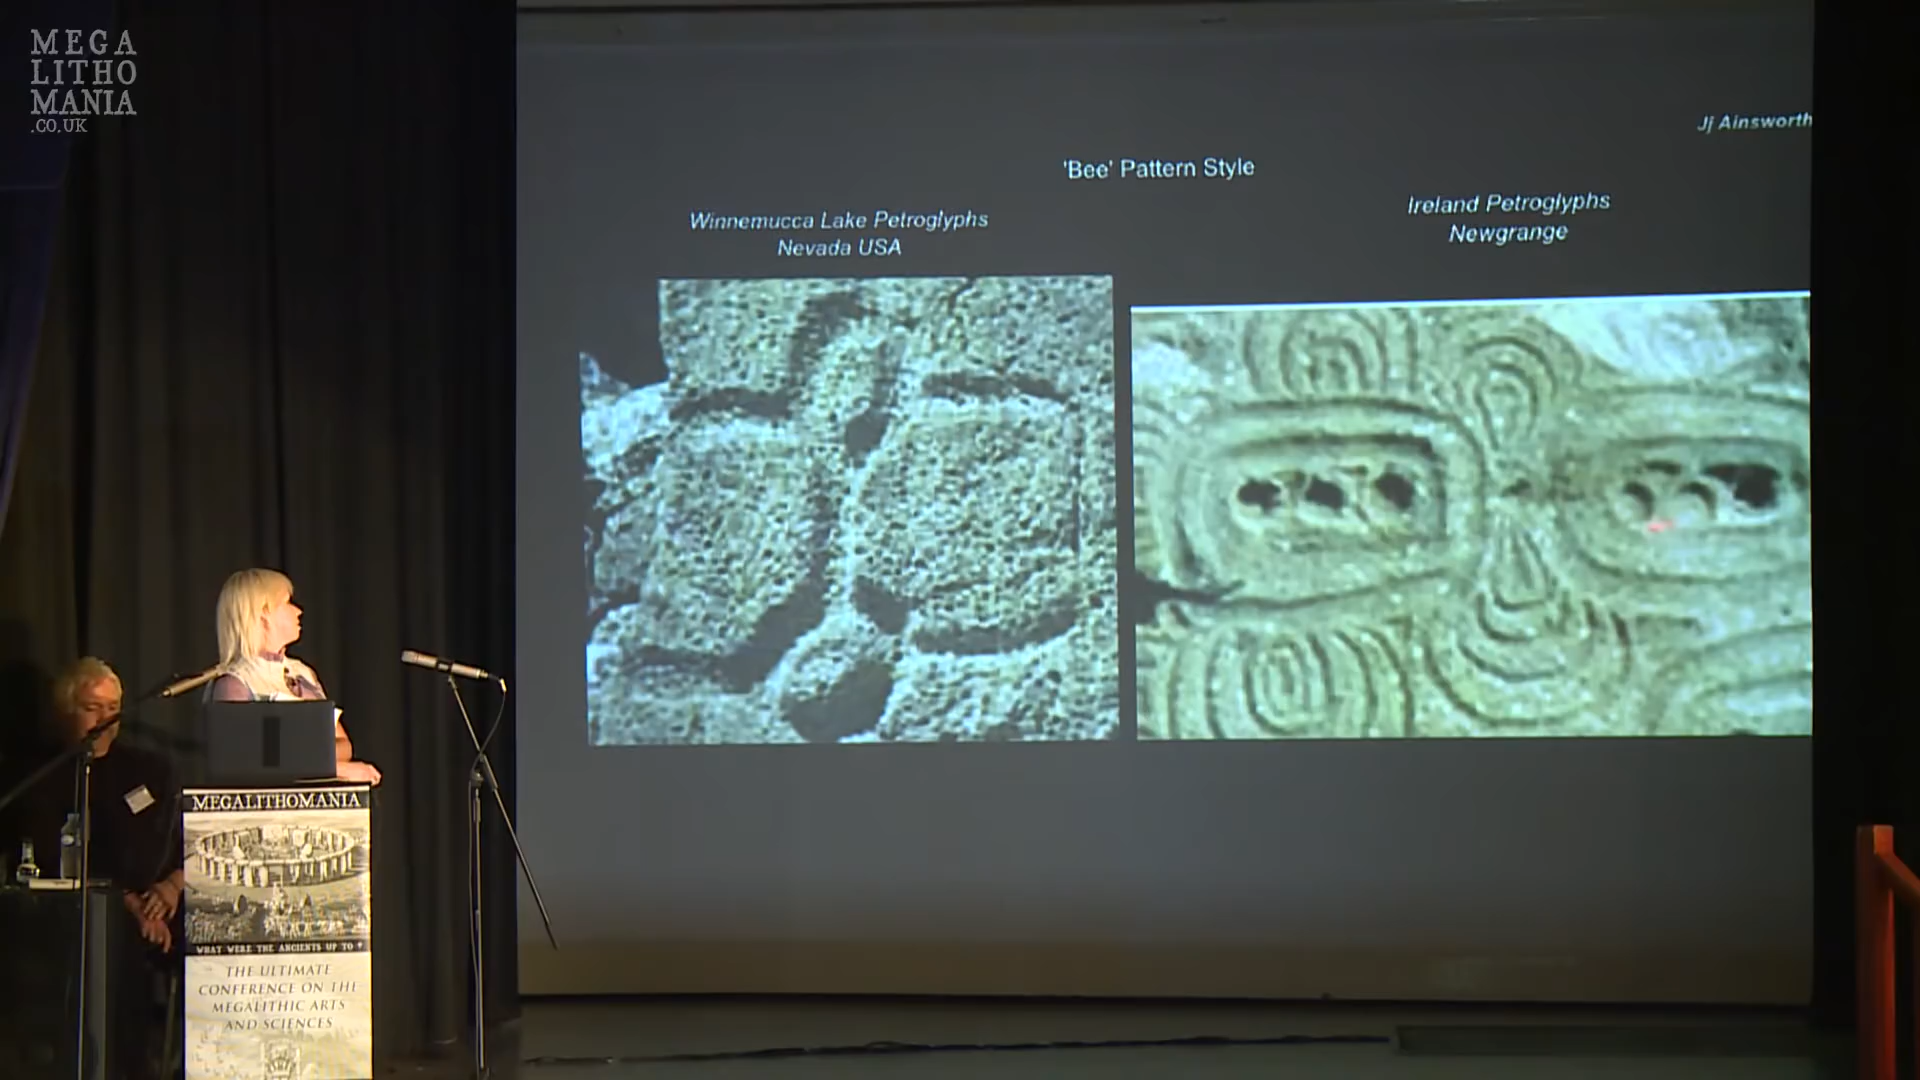 MEGA
LITHO
MANIA
.CO.UK
Jj Ainsworth
'Bee' Pattern Style
Winnemucca Lake Petroglyphs
Nevada USA
Ireland Petroglyphs
Newgrange
MEGALITHOMANIA
WHAT WERE THE ANCIENTS UP TO ?
THE ULTIMATE
CONFERENCE ON THE
MEGALITHIC ARTS
AND SCIENCES